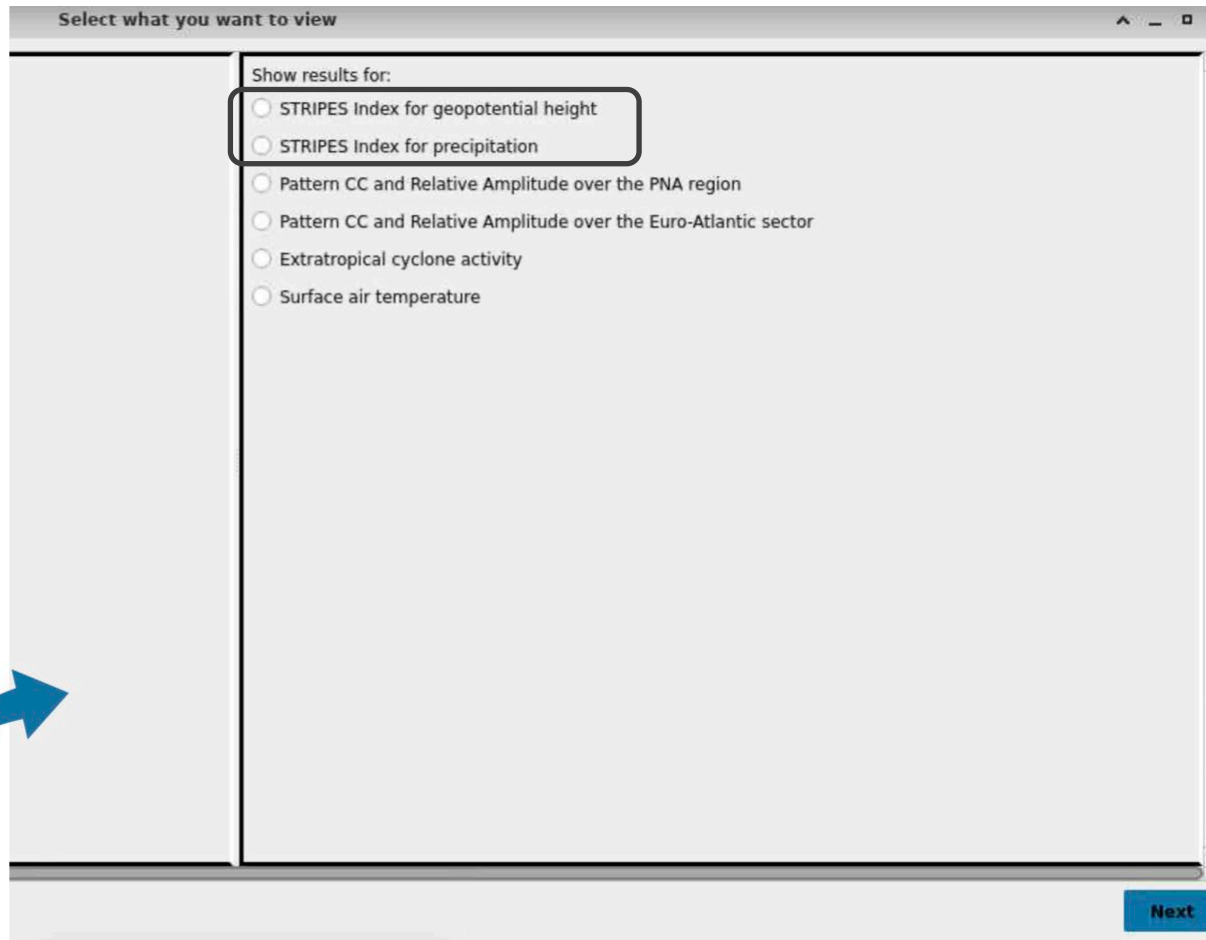 Select what you want to view
Show results for:
STRIPES Index for geopotential height
STRIPES Index for precipitation
Pattern CC and Relative Amplitude over the PNA region
Pattern CC and Relative Amplitude over the Euro-Atlantic sector
Extratropical cyclone activity
Surface air temperature
Next